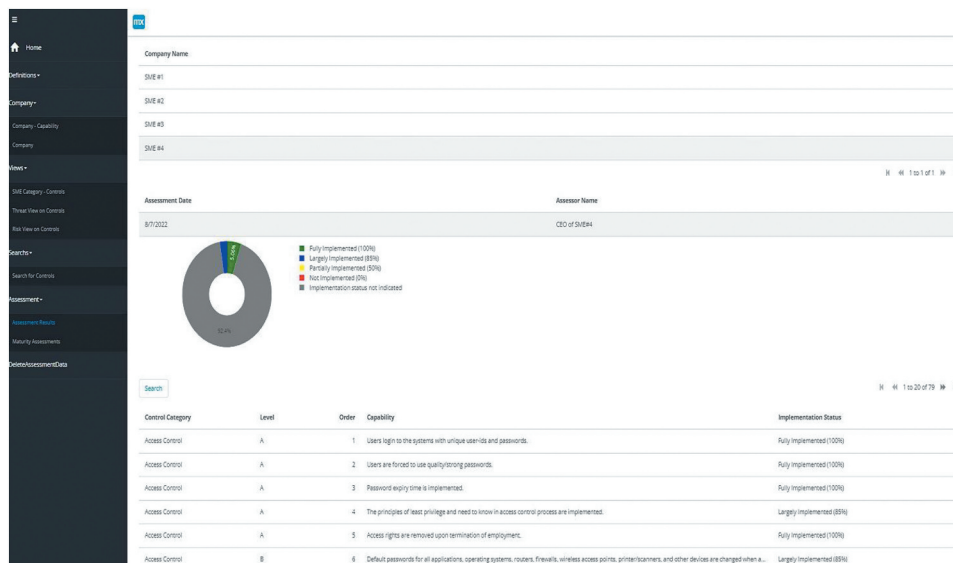 mx
Home
Definitions
Company
Company - Capability
Company
Views
SME Category - Controls
Threat View on Controls
Risk View on Controls
Searchs
Search for Controls
Assessment
Assessment Results
Maturity Assessments
DeleteAssessmentData
Company Name
SME #1
SME #2
SME #3
SME #4
1 to 1 of 1
Assessment Date Assessor Name
8/7/2022 CEO of SME#4
5.06%
92.4%
Fully Implemented (100%)
Largely Implemented (85%)
Partially Implemented (50%)
Not Implemented (0%)
Implementation status not indicated
Search
1 to 20 of 79
Control Category Level Order Capability Implementation Status
Access Control A 1 Users login to the systems with unique user-ids and passwords. Fully Implemented (100%)
Access Control A 2 Users are forced to use quality/strong passwords. Fully Implemented (100%)
Access Control A 3 Password expiry time is implemented. Fully Implemented (100%)
Access Control A 4 The principles of least privilege and need to know in access control process are implemented. Largely Implemented (85%)
Access Control A 5 Access rights are removed upon termination of employment. Fully Implemented (100%)
Access Control B 6 Default passwords for all applications, operating systems, routers, firewalls, wireless access points, printer/scanners, and other devices are changed when a... Largely Implemented (85%)